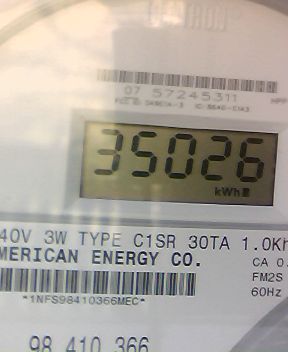 07 57245311
35026
kWh
40V 3W TYPE C1SR 30TA 1.0Kh
MERICAN ENERGY CO.
CA 0.
FM2S
*1NFS98410366MEC*
60Hz
98 410 366